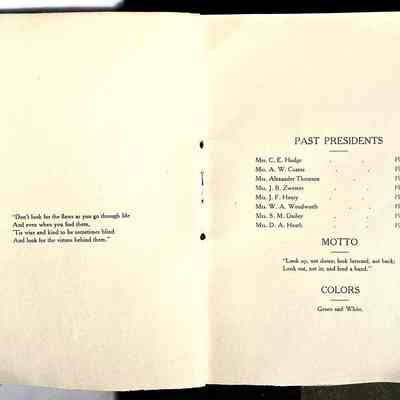 "Don't look for the flaws as you go through life
And even when you find them,
'Tis wise and kind to be sometimes blind
And look for the virtues behind them."
PAST PRESIDENTS
Mrs. C. E. Hodge
Mrs. A. W. Coates
Mrs. Alexander Thomson
Mrs. J. B. Zwemer
Mrs. J. F. Henry
Mrs. W. A. Woodworth
Mrs. S. M. Dailey
Mrs. D. A. Heath
MOTTO
"Look up, not down; look forward, not back;
Look out, not in; and lend a hand."
COLORS
Green and White.